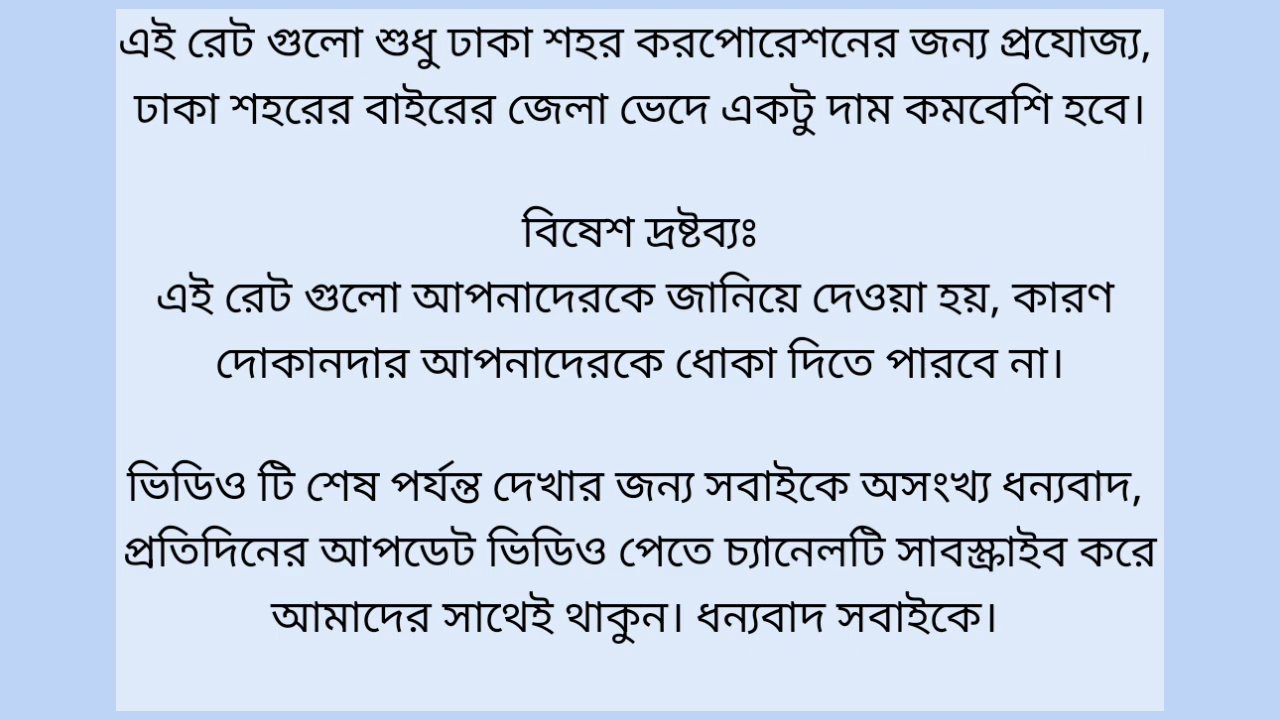 এই রেট গুলো শুধু ঢাকা শহর করপোরেশনের জন্য প্রযোজ্য,
ঢাকা শহরের বাইরের জেলা ভেদে একটু দাম কমবেশি হবে।
বিষেশ দ্রষ্টব্যঃ
এই রেট গুলো আপনাদেরকে জানিয়ে দেওয়া হয়, কারণ
দোকানদার আপনাদেরকে ধোকা দিতে পারবে না।
ভিডিও টি শেষ পর্যন্ত দেখার জন্য সবাইকে অসংখ্য ধন্যবাদ,
প্রতিদিনের আপডেট ভিডিও পেতে চ্যানেলটি সাবস্ক্রাইব করে
আমাদের সাথেই থাকুন। ধন্যবাদ সবাইকে।